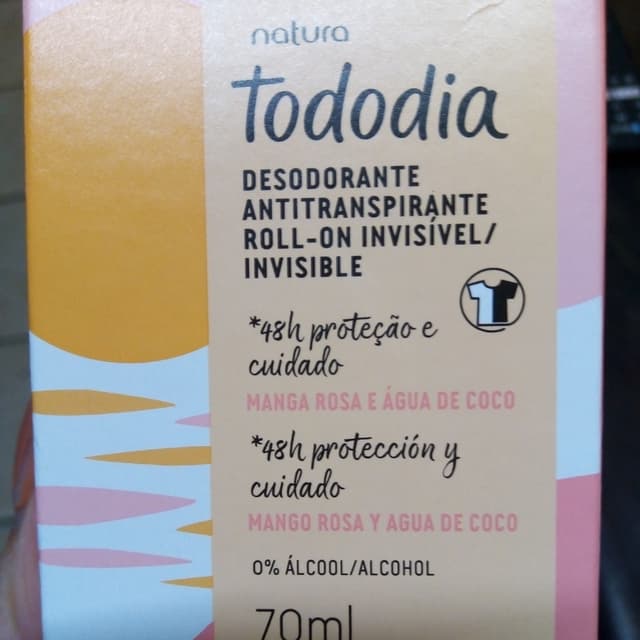 natura
Tododia
DESODORANTE
ANTITRANSPIRANTE
ROLL-ON INVISÍVEL/
INVISIBLE
*48h proteção e
cuidado
MANGA ROSA E ÁGUA DE COCO
*48h protección y
cuidado
MANGO ROSA Y AGUA DE COCO
0% ÁLCOOL/ALCOHOL
70ml